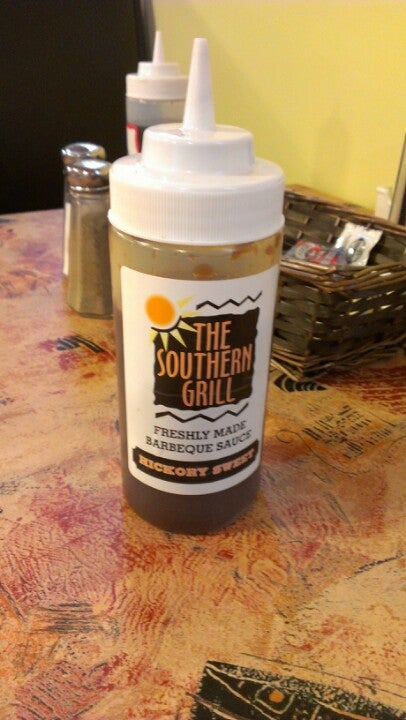 THE
SOUTHERN
GRILL
FRESHLY MADE
BARBEQUE SAUCE
HICKORY SWEET